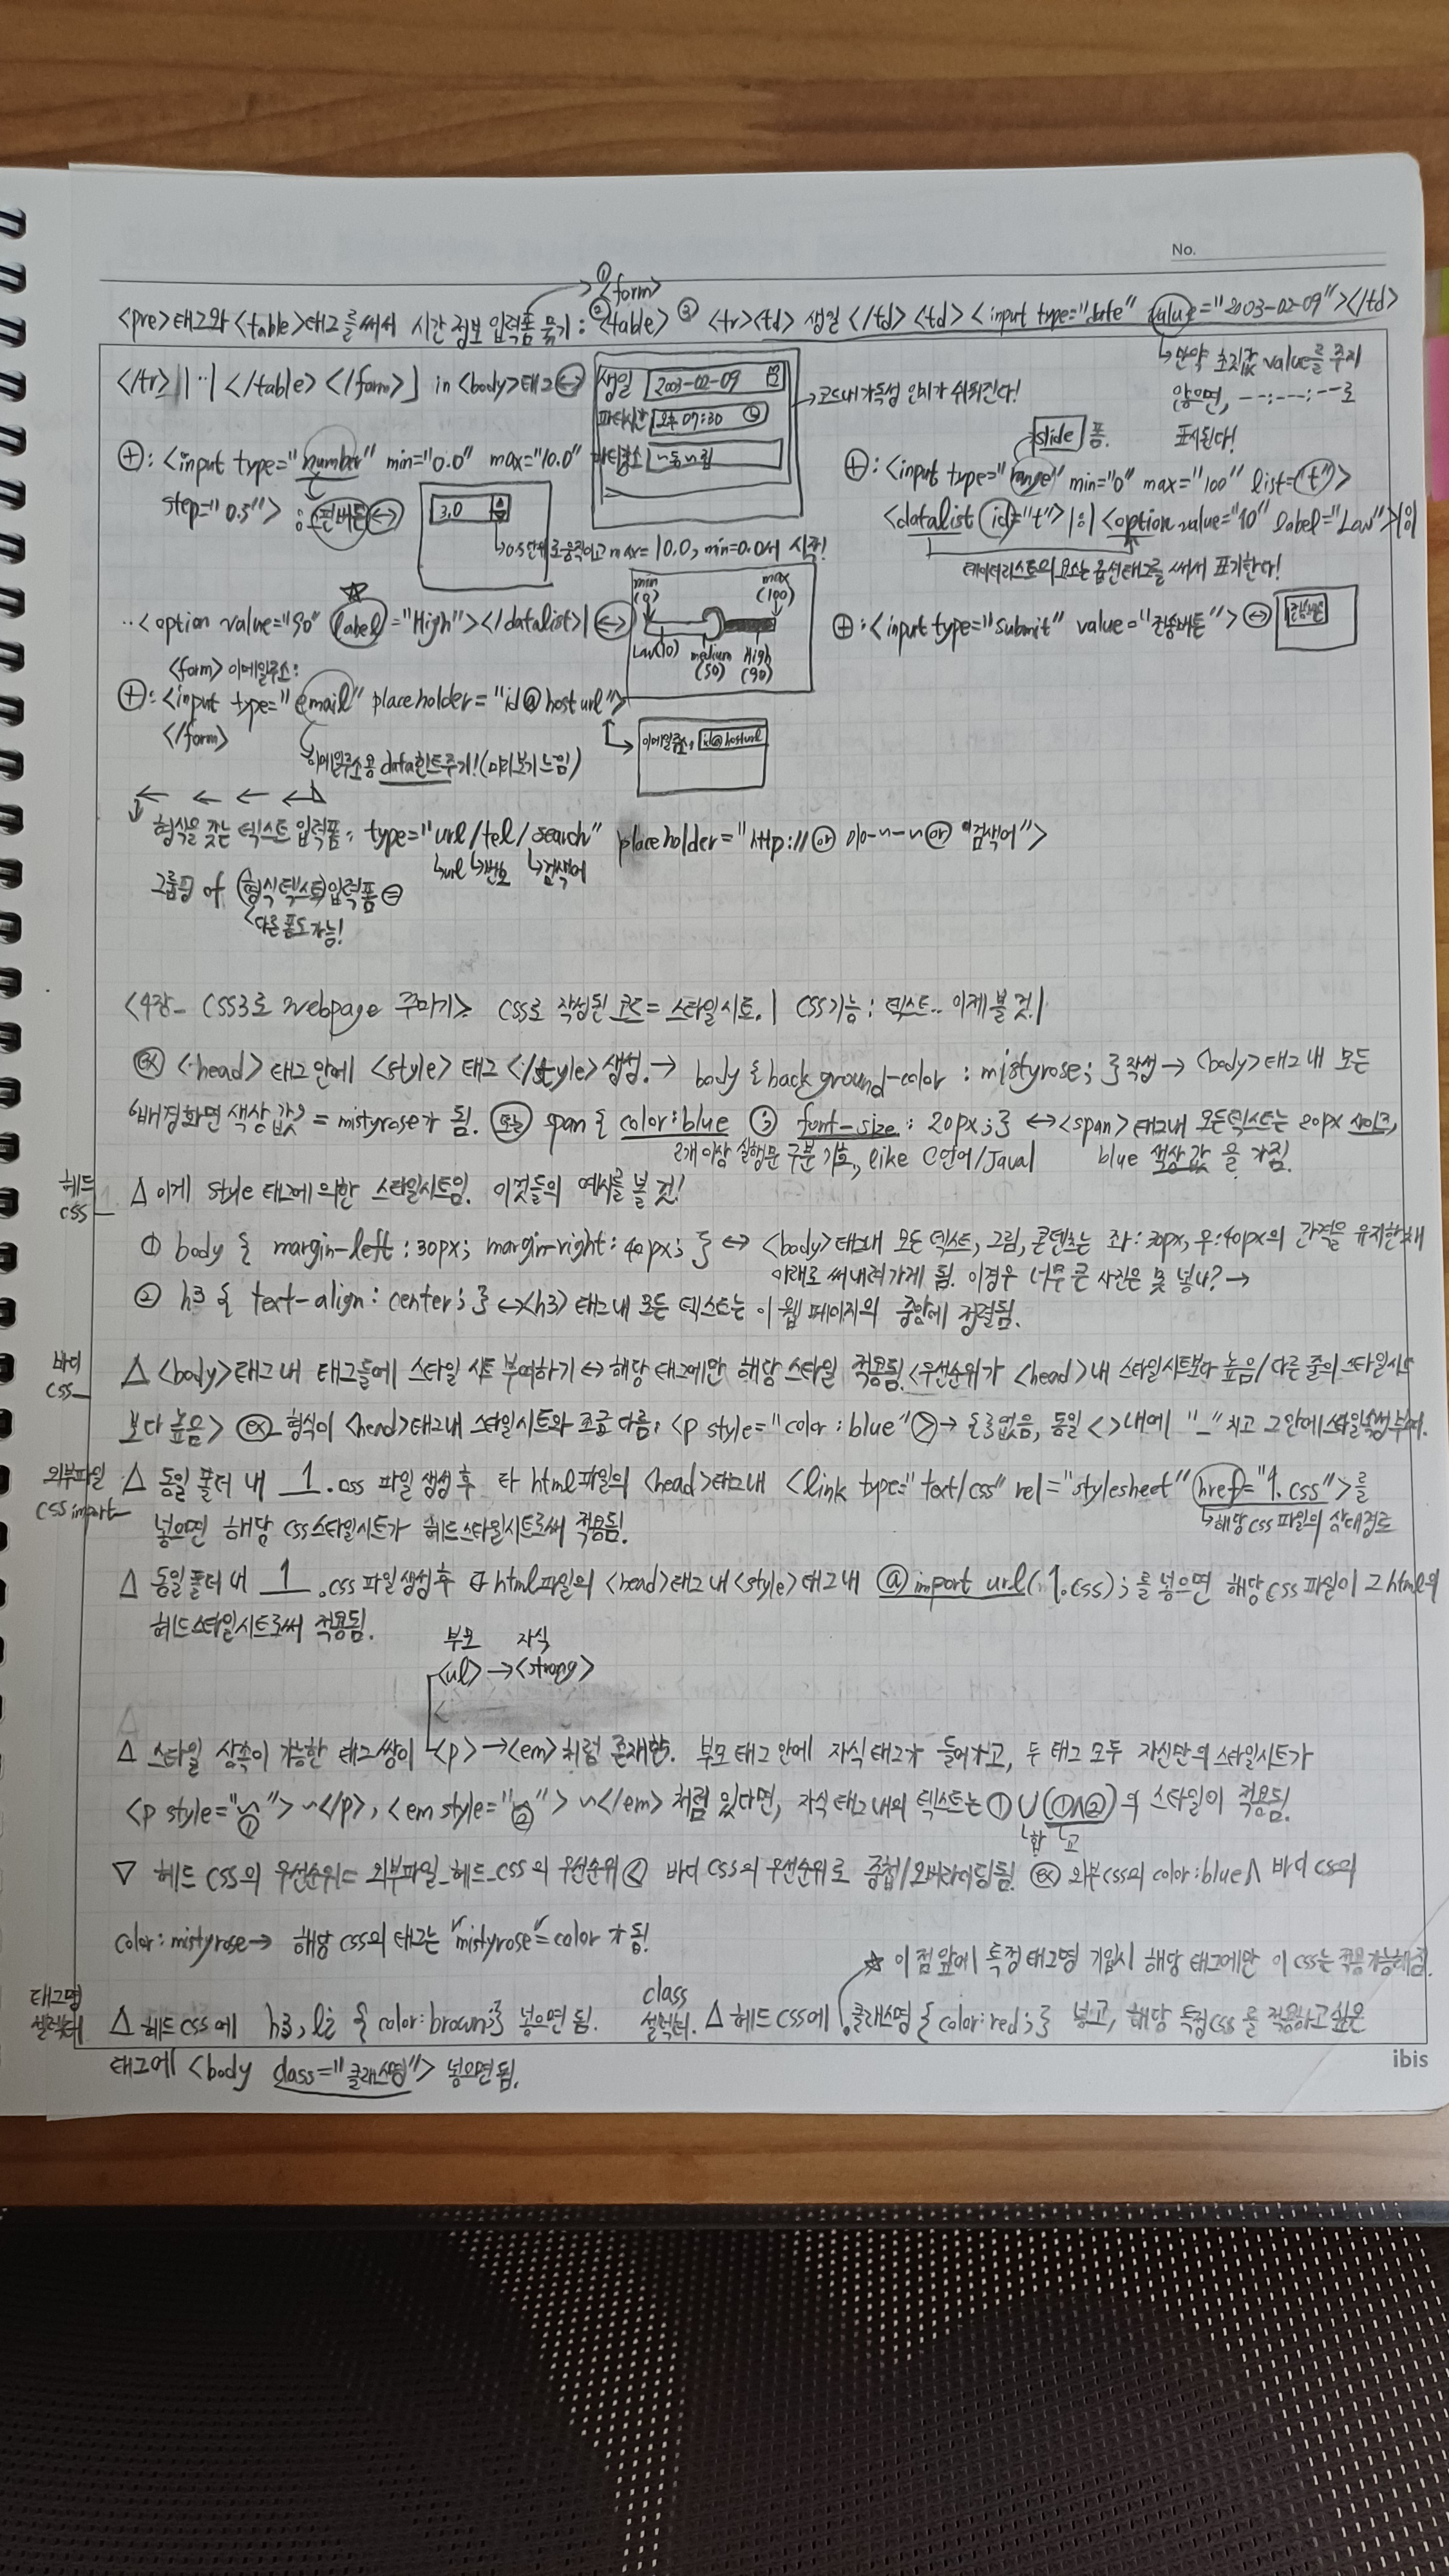 No.
<pre>태그와 <table>태그를 써서 시간 정보 입력폼 묶기 : ① <form> ② <table> ③ <tr><td> 생일 </td> <td> <input type="date" value="2003-02-09"></td>
</tr> |··| </table> </form>] in <body>태그 ↔
생일 2003-02-09
파티시간 오후 07:30
→ 코드내 가독성
↳ 만약 초깃값 value를 주지
않으면, --:---:--로
표시된다!
⊕: <input type="number" min="0.0" max="10.0"
step="0.5"> : ↔
3.0
↳ 0.5단위로 움직이고 max=10.0, min=0.0서 시작!
slide 폼.
⊕: <input type="range" min="0" max="100" list="t">
<datalist id="t"> |:| <option value="10" label="Low">|:|
데이터리스트의 요소는 옵션태그를 써서 표기한다!
··<option value="90" label="High"></datalist>| ↔
min (0) max (100)
Low(10) medium (50) High (90)
⊕: <input type="submit" value="전송버튼"> ↔ 전송버튼
<form> 이메일주소:
⊕: <input type="email" placeholder="id@host url">
</form>
이메일주소: id@hosturl
↳ 이메일주소용 data힌트주기! (미리보기 느낌)
← ← ← ←
형식을 갖는 텍스트 입력폼: type="url/tel/search" placeholder="http:// or 010-~-~ or "검색어">
↳url ↳번호 ↳검색어
그룹핑 of 형식텍스트입력폼 =
<다른 폼도 가능!
<4장- CSS3로 webpage 꾸미기> CSS로 작성된 코드 = 스타일시트. | CSS기능 : 텍스트.. 이제 볼 것.|
ex <head> 태그 안에 <style> 태그 </style> 생성. → body {background-color : mistyrose; } 작성 → <body> 태그 내 모든
'배경화면 색상 값' = mistyrose가 됨. 또는 span { color:blue ; font-size : 20px ; } ↔ <span> 태그내 모든 텍스트는 20px 사이즈,
2개 이상 실행문 구분 기호, like C언어/Java! blue 색상 값을 가짐.
헤드 CSS
△ 이게 style 태그에 의한 스타일시트임. 이것들의 예시를 볼 것!
① body { margin-left : 30px; margin-right : 40px; } ↔ <body> 태그내 모든 텍스트, 그림, 콘텐츠는 좌:30px, 우:40px의 간격을 유지한채
아래로 써내려가게 됨. 이경우 너무 큰 사진은 못 넣나? →
② h3 { text-align : center; } ↔ <h3> 태그 내 모든 텍스트는 이 웹 페이지의 중앙에 정렬됨.
바디 CSS
△ <body> 태그 내 태그들에 스타일 시트 부여하기 ↔ 해당 태그에만 해당 스타일 적용됨. <우선순위가 <head>내 스타일시트보다 높음/다른 줄의 스타일시트
보다 높음> ex 형식이 <head>태그내 스타일시트와 조금 다름, <p style="color : blue"> → { }없음, 동일 < >내에 "_" 치고 그 안에 스타일속성부여.
외부파일 CSS import
△ 동일 폴더 내 1.css 파일 생성 후 타 html파일의 <head> 태그내 <link type="text/css" rel="stylesheet" href="1.css">를
↳ 해당 css 파일의 상대경로
넣으면 해당 css스타일시트가 헤드스타일시트로써 적용됨!
△ 동일 폴더 내 1.css 파일 생성 후 타 html파일의 <head>태그내 <style>태그내 @import url(1.css); 를 넣으면 해당 css 파일이 그 html의
헤드스타일시트로써 적용됨.
부모 자식
<ul> → <strong>
△ 스타일 상속이 가능한 태그쌍이 <p> → <em>처럼 존재함. 부모 태그 안에 자식 태그가 들어가고, 두 태그 모두 자신만의 스타일시트가
<p style="~①"> ~</p>, <em style="~②"> ~</em> 처럼 있다면, 자식 태그 내의 텍스트는 ①∪(①∧②)의 스타일이 적용됨.
↳합 ↳교
▽ 헤드 CSS의 우선순위 = 외부파일_헤드_CSS의 우선순위 < 바디 CSS의 우선순위로 중첩/오버라이딩됨. ex 외부css의 color:blue ∧ 바디 css의
color: mistyrose → 해당 css의 태그는 "mistyrose" = color가 됨!
☆ 이 점 앞에 특정 태그명 기입시 해당 태그에만 이 css는 적용 가능해짐.
태그명 셀렉터
△ 헤드 css에 h3, li { color:brown;} 넣으면 됨.
class 셀렉터.
△ 헤드 css에 .클래스명 { color:red;} 넣고, 해당 특정css를 적용하고싶은
태그에 <body class="클래스명"> 넣으면 됨.
ibis